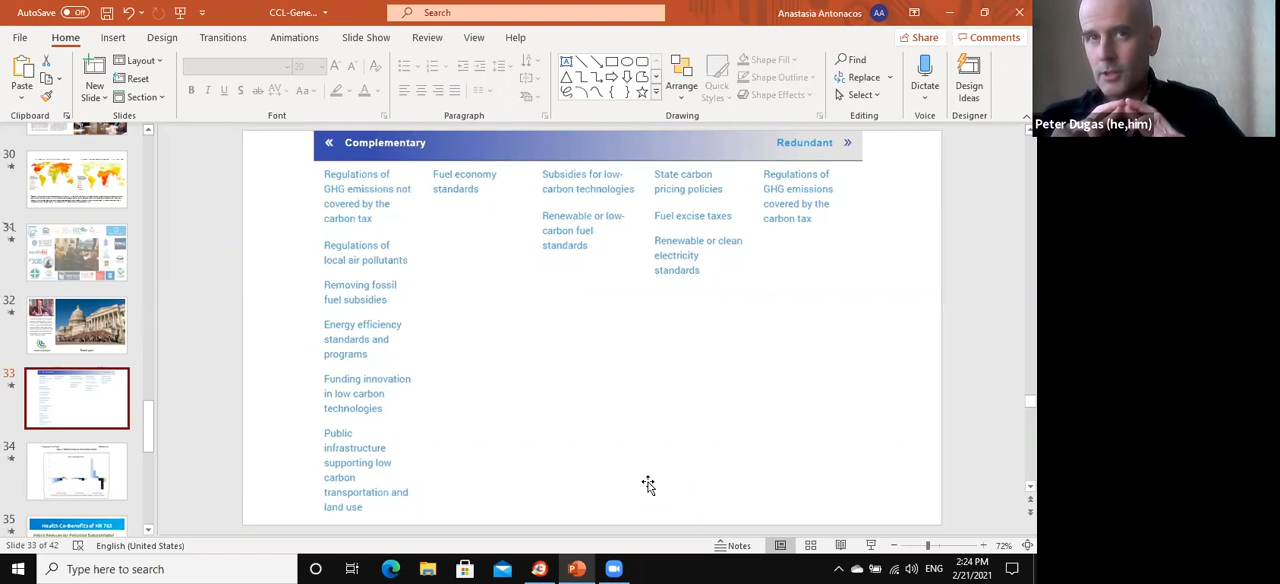 AutoSave Off
CCL-Gene...
Search
Anastasia Antonacos AA
File Home Insert Design Transitions Animations Slide Show Review View Help
Share Comments
Paste
Clipboard
New
Slide
Layout
Reset
Section
Slides
20
Font
Paragraph
Arrange
Quick
Styles
Shape Fill
Shape Outline
Shape Effects
Drawing
Find
Replace
Select
Editing
Dictate
Voice
Design
Ideas
Designer
Peter Dugas (he,him)
30
31
32
33
34
35
Health Co-Benefits of HR 763
« Complementary
Redundant »
Regulations of
GHG emissions not
covered by the
carbon tax
Regulations of
local air pollutants
Removing fossil
fuel subsidies
Energy efficiency
standards and
programs
Funding innovation
in low carbon
technologies
Public
infrastructure
supporting low
carbon
transportation and
land use
Fuel economy
standards
Subsidies for low-
carbon technologies
Renewable or low-
carbon fuel
standards
State carbon
pricing policies
Fuel excise taxes
Renewable or clean
electricity
standards
Regulations of
GHG emissions
covered by the
carbon tax
Slide 33 of 42
English (United States)
Notes
72%
Type here to search
ENG
2:24 PM
2/21/2021